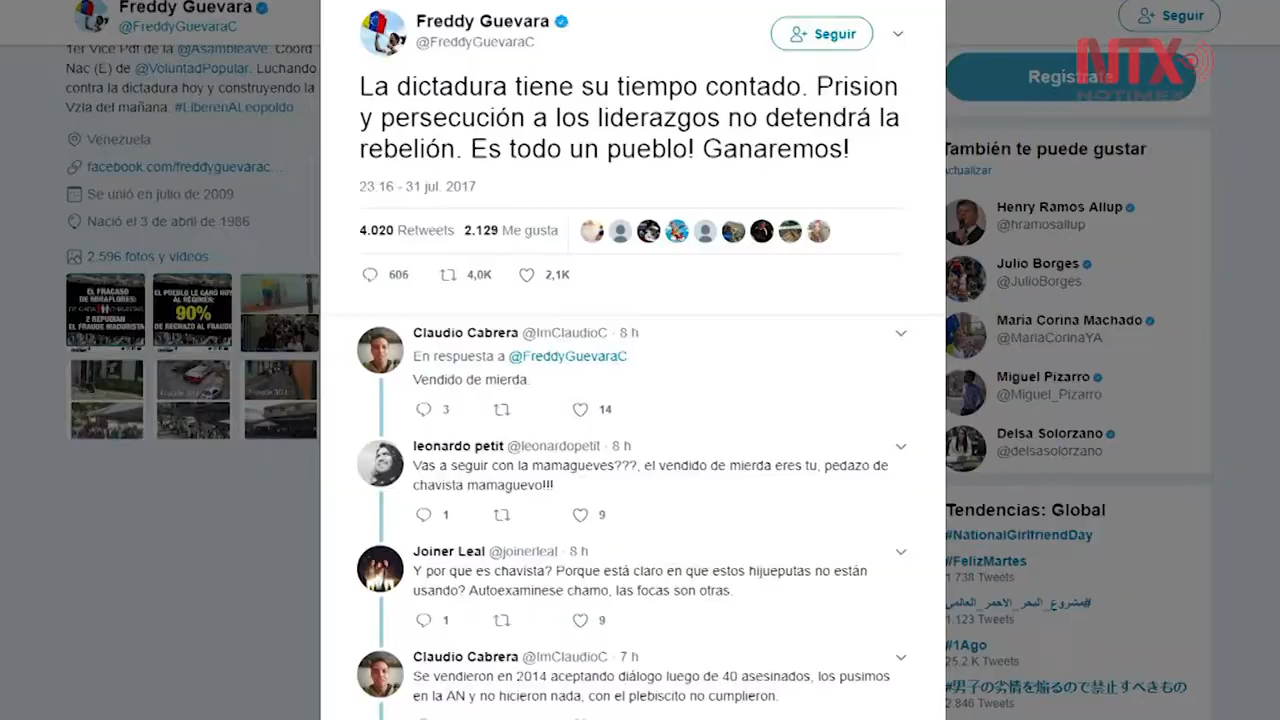 Freddy Guevara
@FreddyGuevaraC
1er Vice Pdt de la @AsambleaVe. Coord
Nac (E) de @VoluntadPopular. Luchando
contra la dictadura hoy y construyendo la
Vzla del mañana. #LiberenALeopoldo
Venezuela
facebook.com/freddyguevarac...
Se unió en julio de 2009
Nació el 3 de abril de 1986
2.596 fotos y vídeos
EL FRACASO
DE MIRAFLORES:
2 REPUDIAN
EL FRAUDE MADURISTA
EL PUEBLO LE GANÓ HOY
AL RÉGIMEN:
90%
DE RECHAZO AL FRAUDE
Freddy Guevara
@FreddyGuevaraC
Seguir
La dictadura tiene su tiempo contado. Prision
y persecución a los liderazgos no detendrá la
rebelión. Es todo un pueblo! Ganaremos!
23:16 - 31 jul. 2017
4.020 Retweets 2.129 Me gusta
606 4,0K 2,1K
Claudio Cabrera @ImClaudioC · 8 h
En respuesta a @FreddyGuevaraC
Vendido de mierda.
3 14
leonardo petit @leonardopetit · 8 h
Vas a seguir con la mamagueves???, el vendido de mierda eres tu, pedazo de
chavista mamaguevo!!!
1 9
Joiner Leal @joinerleal · 8 h
Y por que es chavista? Porque está claro en que estos hijueputas no están
usando? Autoexaminese chamo, las focas son otras.
1 9
Claudio Cabrera @ImClaudioC · 7 h
Se vendieron en 2014 aceptando diálogo luego de 40 asesinados, los pusimos
en la AN y no hicieron nada, con el plebiscito no cumplieron.
Seguir
Regístrate
NTX
NOTIMEX
También te puede gustar
Actualizar
Henry Ramos Allup
@hramosallup
Julio Borges
@JulioBorges
Maria Corina Machado
@MariaCorinaYA
Miguel Pizarro
@Miguel_Pizarro
Delsa Solorzano
@delsasolorzano
Tendencias: Global
#NationalGirlfriendDay
#FelizMartes
1.738 Tweets
#مشروع_البحر_الاحمر_العالمي
1.123 Tweets
#1Ago
25.2 K Tweets
#男子の劣情を煽るので禁止すべきもの
2.846 Tweets